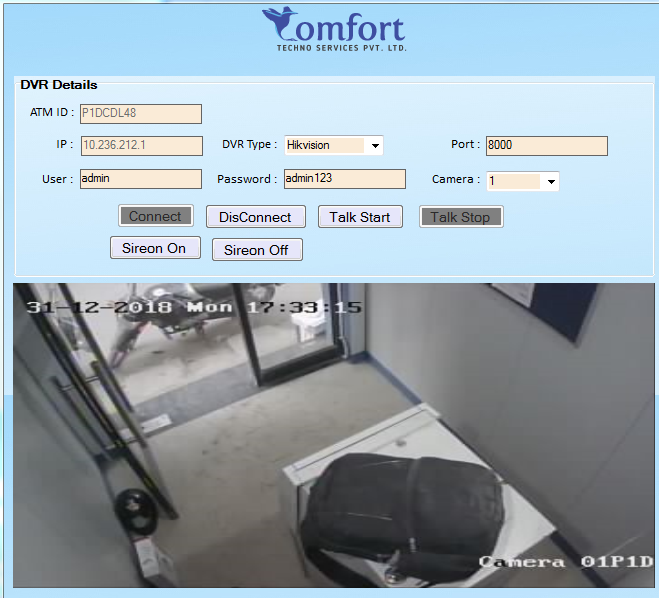 Comfort
TECHNO SERVICES PVT. LTD.
DVR Details
ATM ID : P1DCDL48
IP : 10.236.212.1 DVR Type : Hikvision Port : 8000
User : admin Password : admin123 Camera : 1
Connect DisConnect Talk Start Talk Stop
Sireon On Sireon Off
31-12-2018 Mon 17:33:15
Camera 01P1D